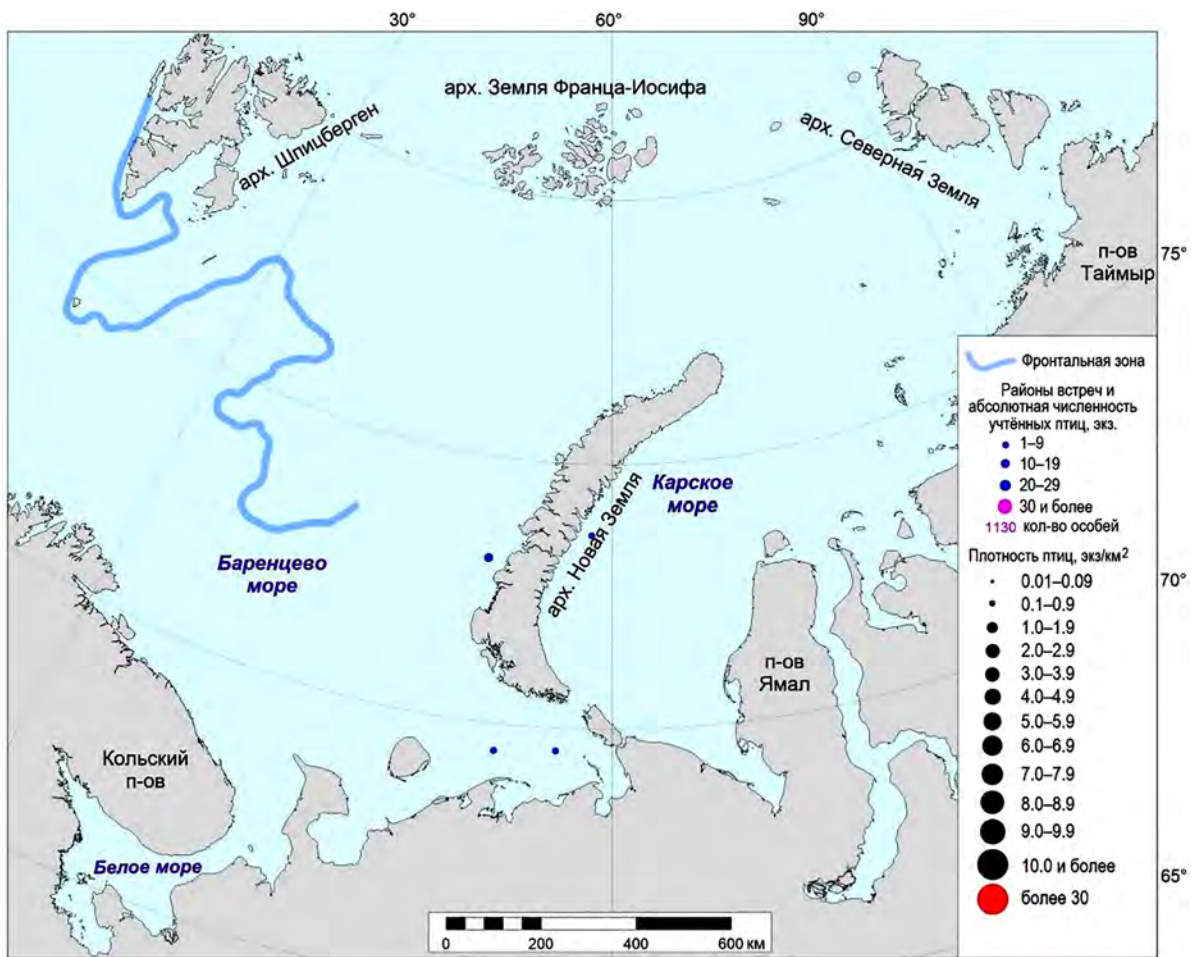 30°
60°
90°
арх. Земля Франца-Иосифа
арх. Шпицберген
арх. Северная Земля
75°
п-ов
Таймыр
Фронтальная зона
Районы встреч и
абсолютная численность
учтённых птиц, экз.
1–9
10–19
20–29
30 и более
1130 кол-во особей
Плотность птиц, экз/км²
0.01–0.09
0.1–0.9
1.0–1.9
2.0–2.9
3.0–3.9
4.0–4.9
5.0–5.9
6.0–6.9
7.0–7.9
8.0–8.9
9.0–9.9
10.0 и более
более 30
Карское
море
арх. Новая Земля
Баренцево
море
70°
п-ов
Ямал
Кольский
п-ов
Белое море
65°
0 200 400 600 км